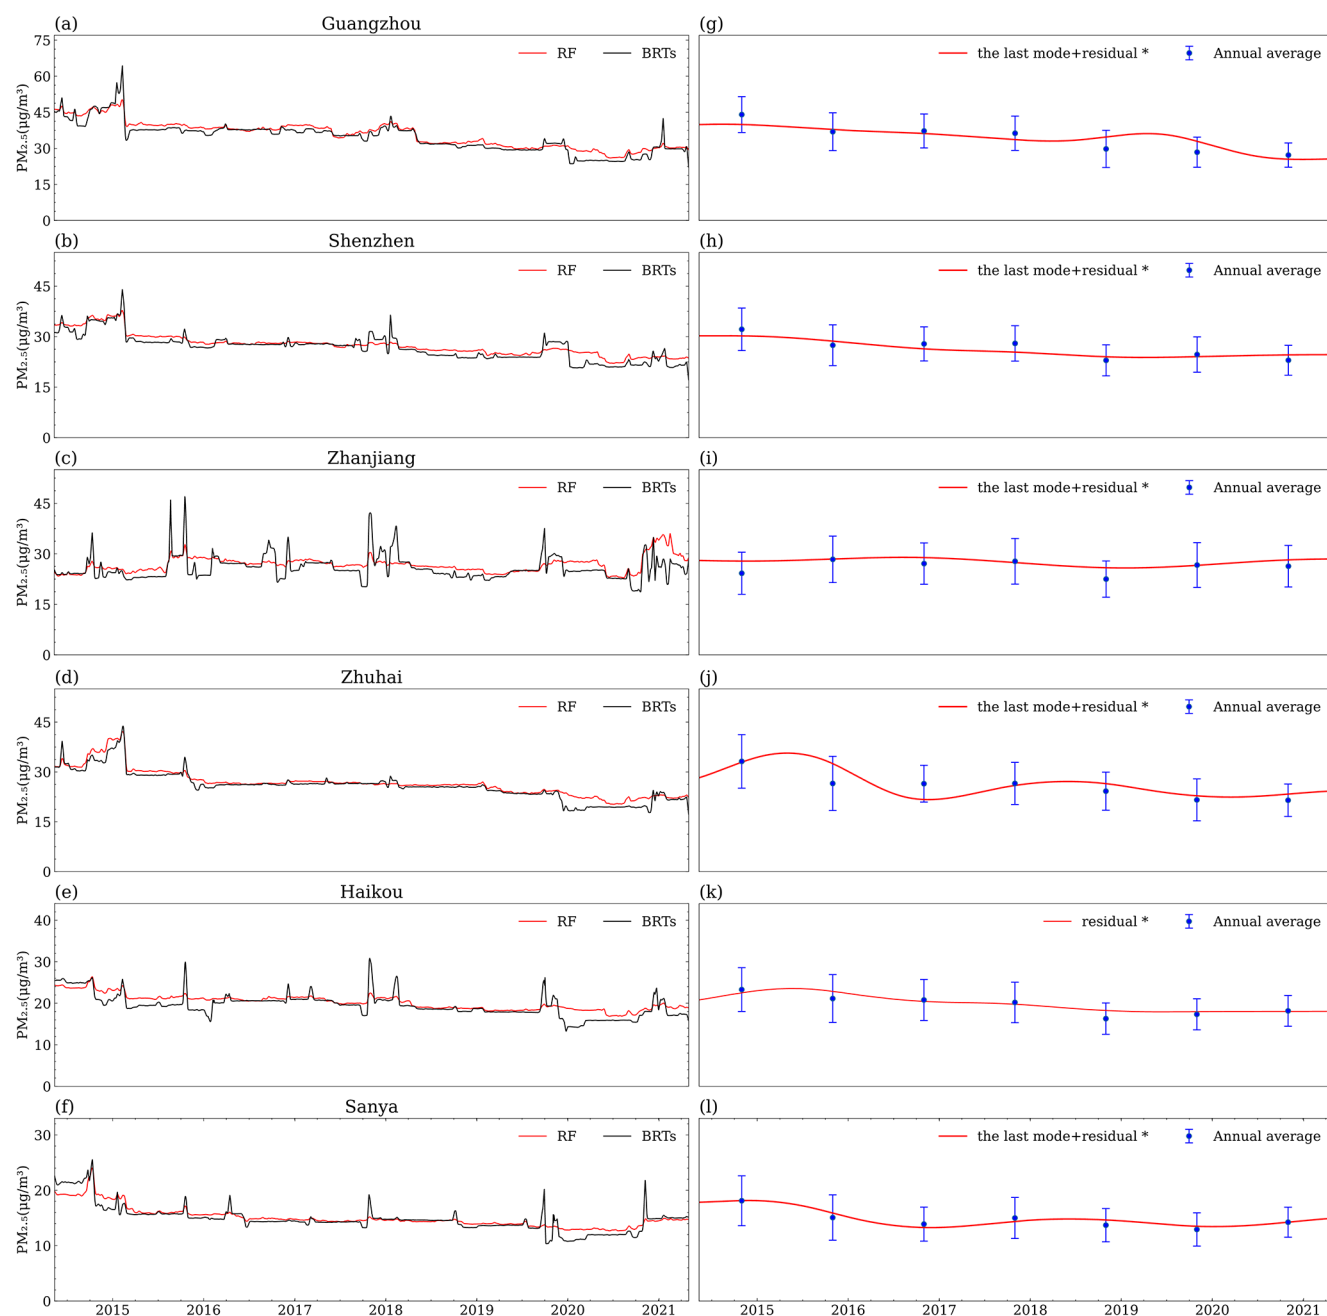 (a) Guangzhou (g)
75
RF BRTs the last mode+residual * Annual average
60
45
30
15
0
PM₂.₅(μg/m³)
(b) Shenzhen (h)
RF BRTs the last mode+residual * Annual average
45
30
15
0
PM₂.₅(μg/m³)
(c) Zhanjiang (i)
RF BRTs the last mode+residual * Annual average
45
30
15
0
PM₂.₅(μg/m³)
(d) Zhuhai (j)
RF BRTs the last mode+residual * Annual average
45
30
15
0
PM₂.₅(μg/m³)
(e) Haikou (k)
RF BRTs residual * Annual average
40
30
20
10
0
PM₂.₅(μg/m³)
(f) Sanya (l)
RF BRTs the last mode+residual * Annual average
30
20
10
0
PM₂.₅(μg/m³)
2015 2016 2017 2018 2019 2020 2021 2015 2016 2017 2018 2019 2020 2021